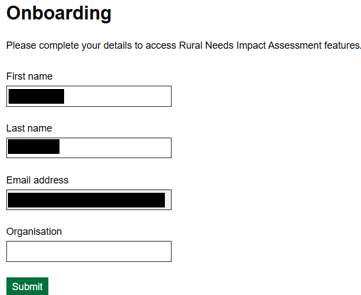 Onboarding
Please complete your details to access Rural Needs Impact Assessment features.
First name
Last name
Email address
Organisation
Submit